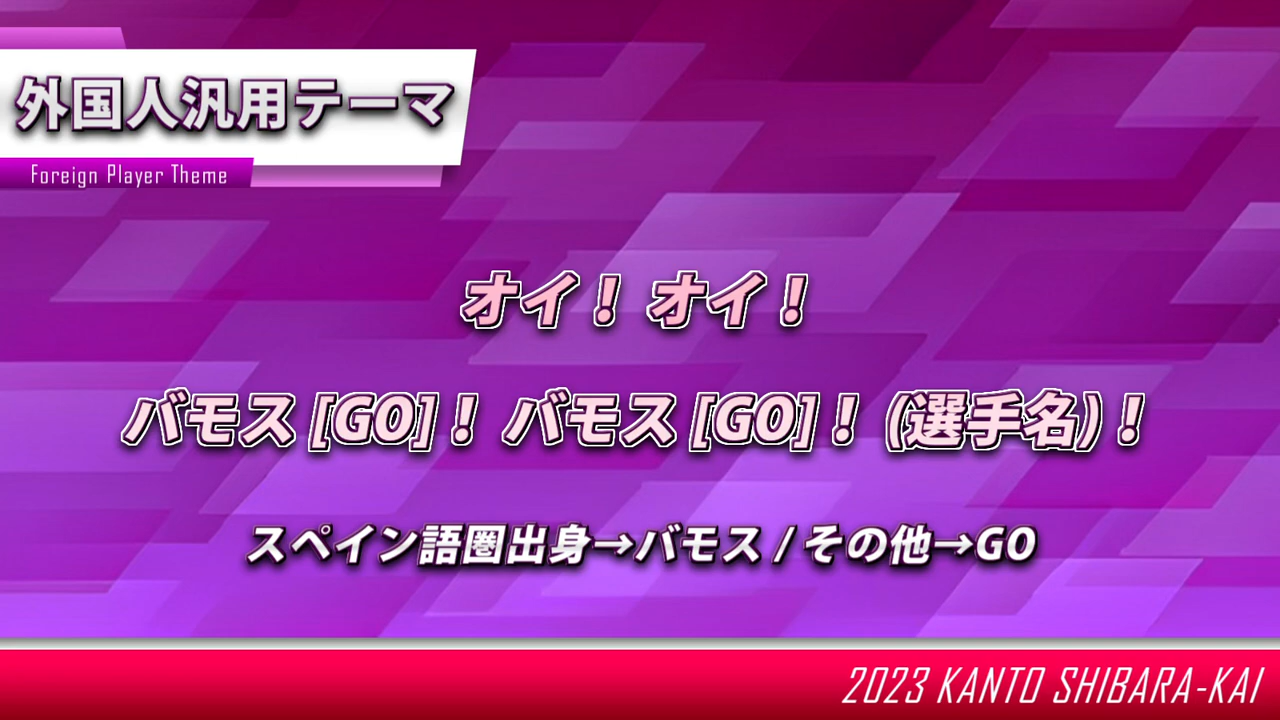 外国人汎用テーマ
Foreign Player Theme
オイ！ オイ！
バモス [GO]！ バモス [GO]！ (選手名)！
スペイン語圏出身→バモス / その他→GO
2023 KANTO SHIBARA-KAI